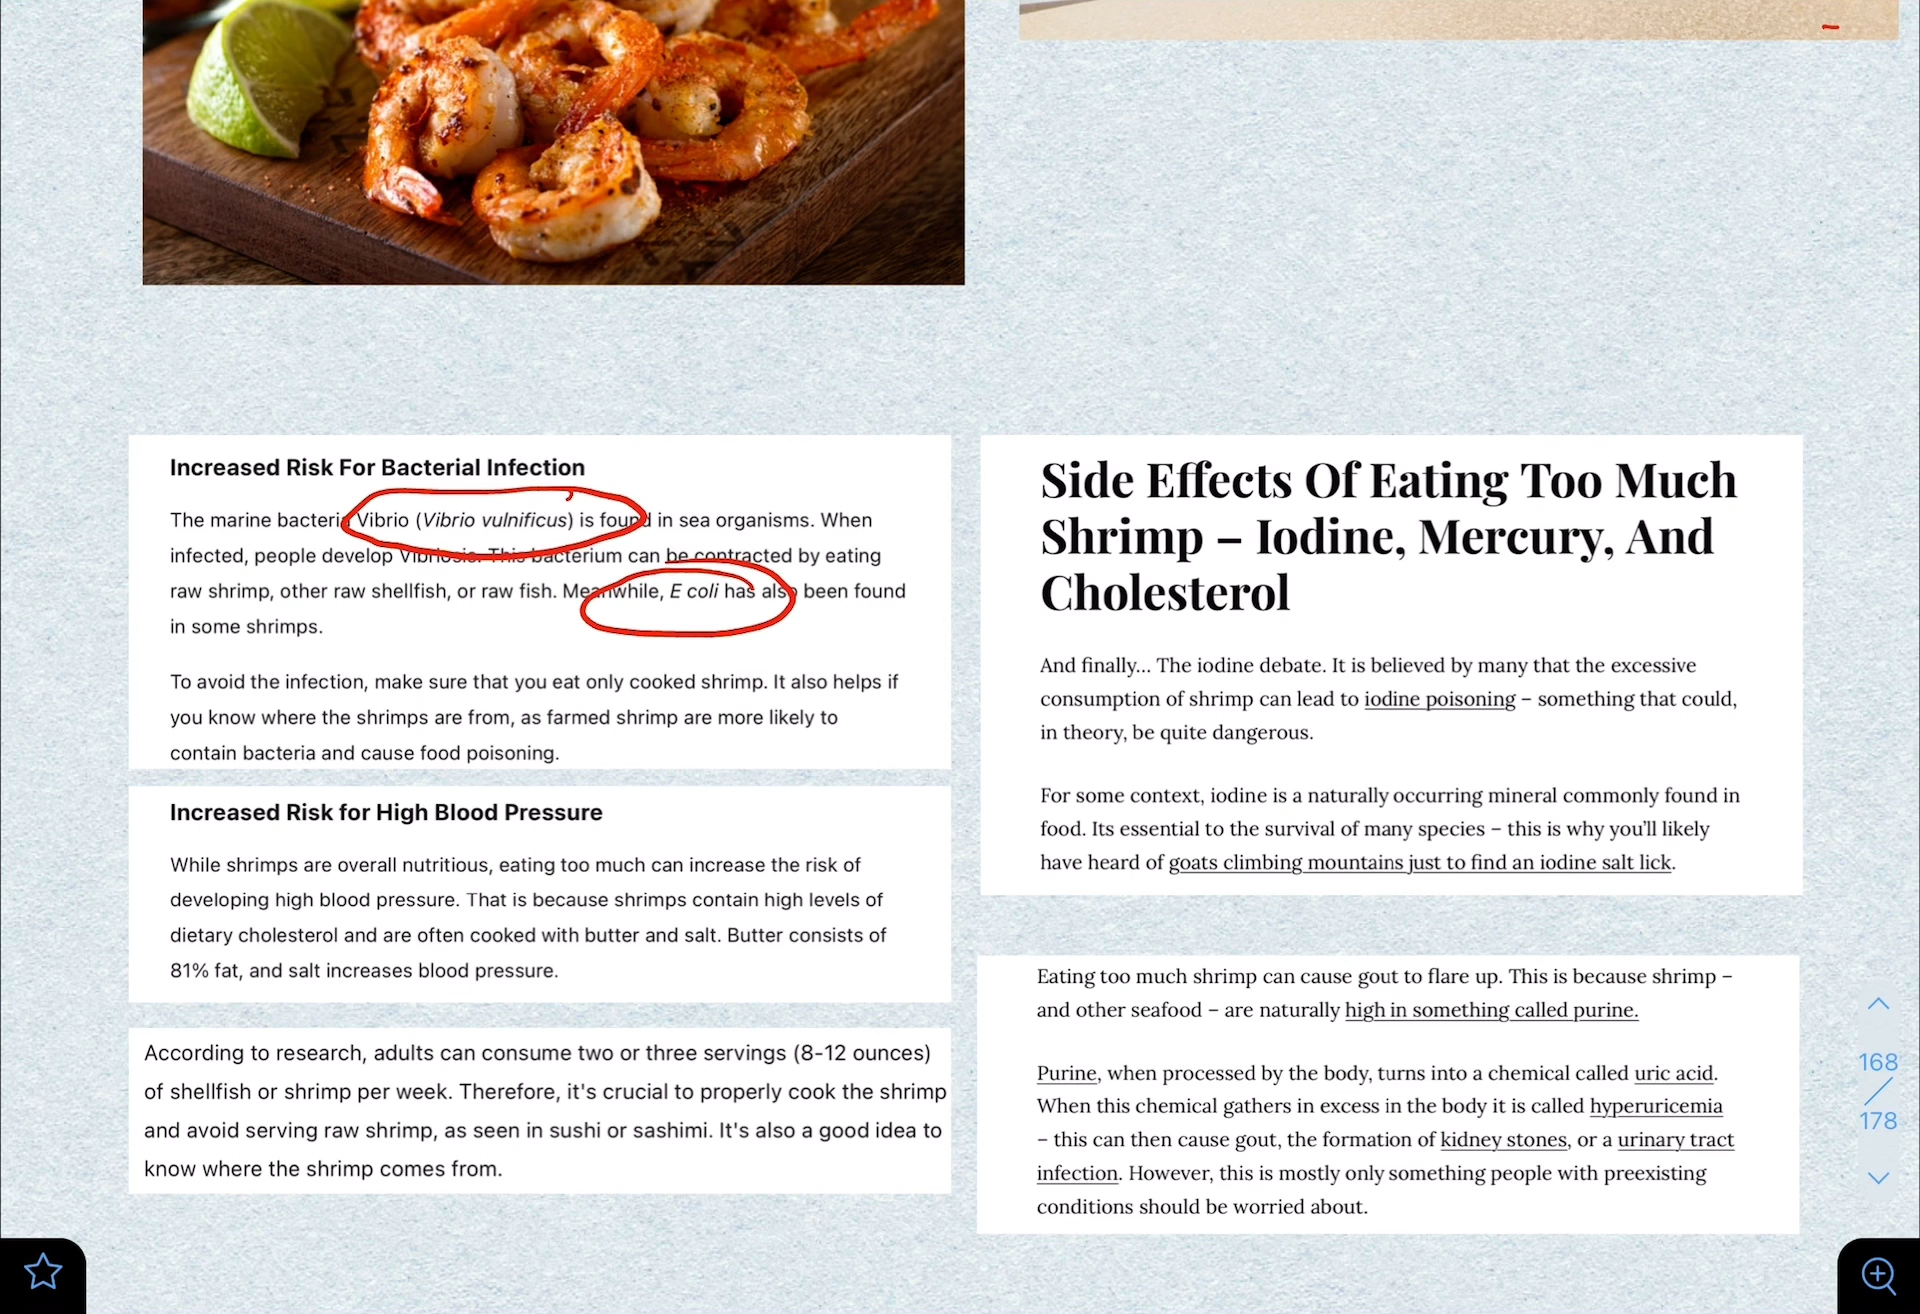 Increased Risk For Bacterial Infection
The marine bacteria Vibrio (Vibrio vulnificus) is found in sea organisms. When
infected, people develop Vibriosis. This bacterium can be contracted by eating
raw shrimp, other raw shellfish, or raw fish. Meanwhile, E coli has also been found
in some shrimps.
To avoid the infection, make sure that you eat only cooked shrimp. It also helps if
you know where the shrimps are from, as farmed shrimp are more likely to
contain bacteria and cause food poisoning.
Increased Risk for High Blood Pressure
While shrimps are overall nutritious, eating too much can increase the risk of
developing high blood pressure. That is because shrimps contain high levels of
dietary cholesterol and are often cooked with butter and salt. Butter consists of
81% fat, and salt increases blood pressure.
According to research, adults can consume two or three servings (8-12 ounces)
of shellfish or shrimp per week. Therefore, it's crucial to properly cook the shrimp
and avoid serving raw shrimp, as seen in sushi or sashimi. It's also a good idea to
know where the shrimp comes from.
Side Effects Of Eating Too Much
Shrimp – Iodine, Mercury, And
Cholesterol
And finally... The iodine debate. It is believed by many that the excessive
consumption of shrimp can lead to iodine poisoning – something that could,
in theory, be quite dangerous.
For some context, iodine is a naturally occurring mineral commonly found in
food. Its essential to the survival of many species – this is why you'll likely
have heard of goats climbing mountains just to find an iodine salt lick.
Eating too much shrimp can cause gout to flare up. This is because shrimp –
and other seafood – are naturally high in something called purine.
Purine, when processed by the body, turns into a chemical called uric acid.
When this chemical gathers in excess in the body it is called hyperuricemia
– this can then cause gout, the formation of kidney stones, or a urinary tract
infection. However, this is mostly only something people with preexisting
conditions should be worried about.
168
178